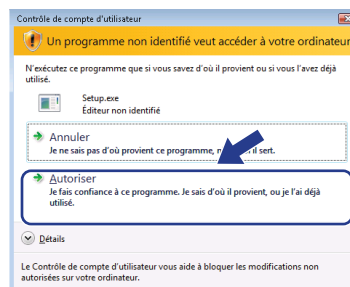 Contrôle de compte d'utilisateur
Un programme non identifié veut accéder à votre ordinateur
N'exécutez ce programme que si vous savez d'où il provient ou si vous l'avez déjà
utilisé.
Setup.exe
Éditeur non identifié
Annuler
Je ne sais pas d'où provient ce programme, il sert.
Autoriser
Je fais confiance à ce programme. Je sais d'où il provient, ou je l'ai déjà
utilisé.
Détails
Le Contrôle de compte d'utilisateur vous aide à bloquer les modifications non
autorisées sur votre ordinateur.